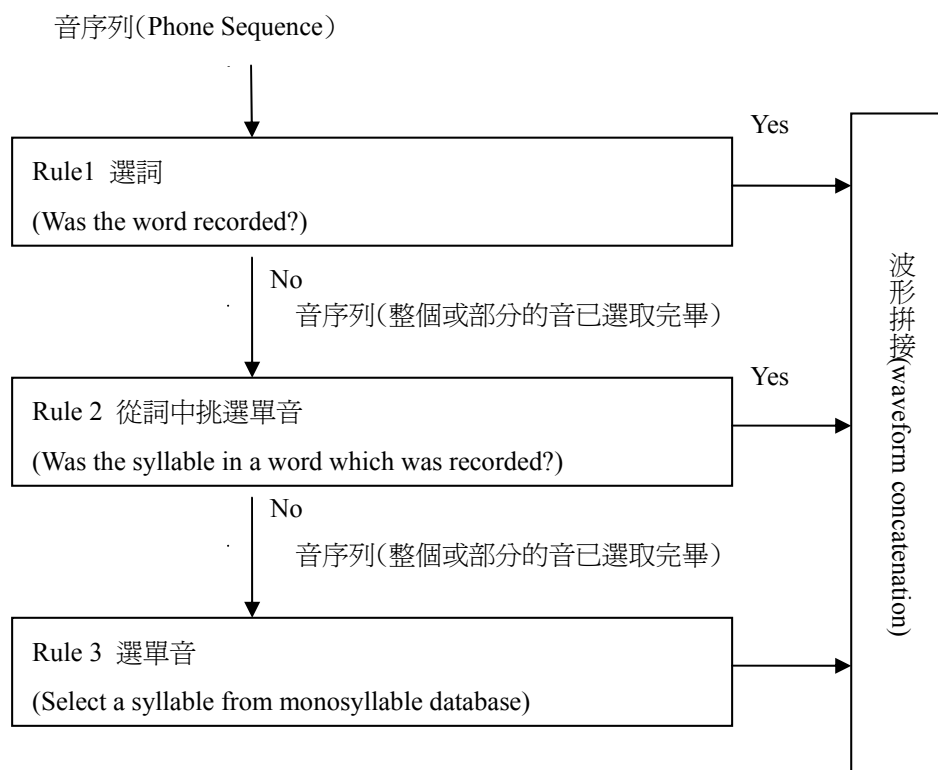 音序列(Phone Sequence)
Yes
Rule1 選詞
(Was the word recorded?)
No
音序列(整個或部分的音已選取完畢)
Yes
Rule 2 從詞中挑選單音
(Was the syllable in a word which was recorded?)
No
音序列(整個或部分的音已選取完畢)
Rule 3 選單音
(Select a syllable from monosyllable database)
波形拼接(waveform concatenation)